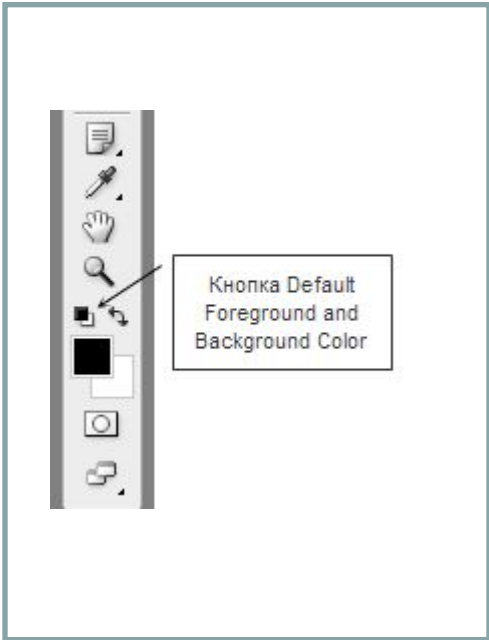 Кнопка Default
Foreground and
Background Color